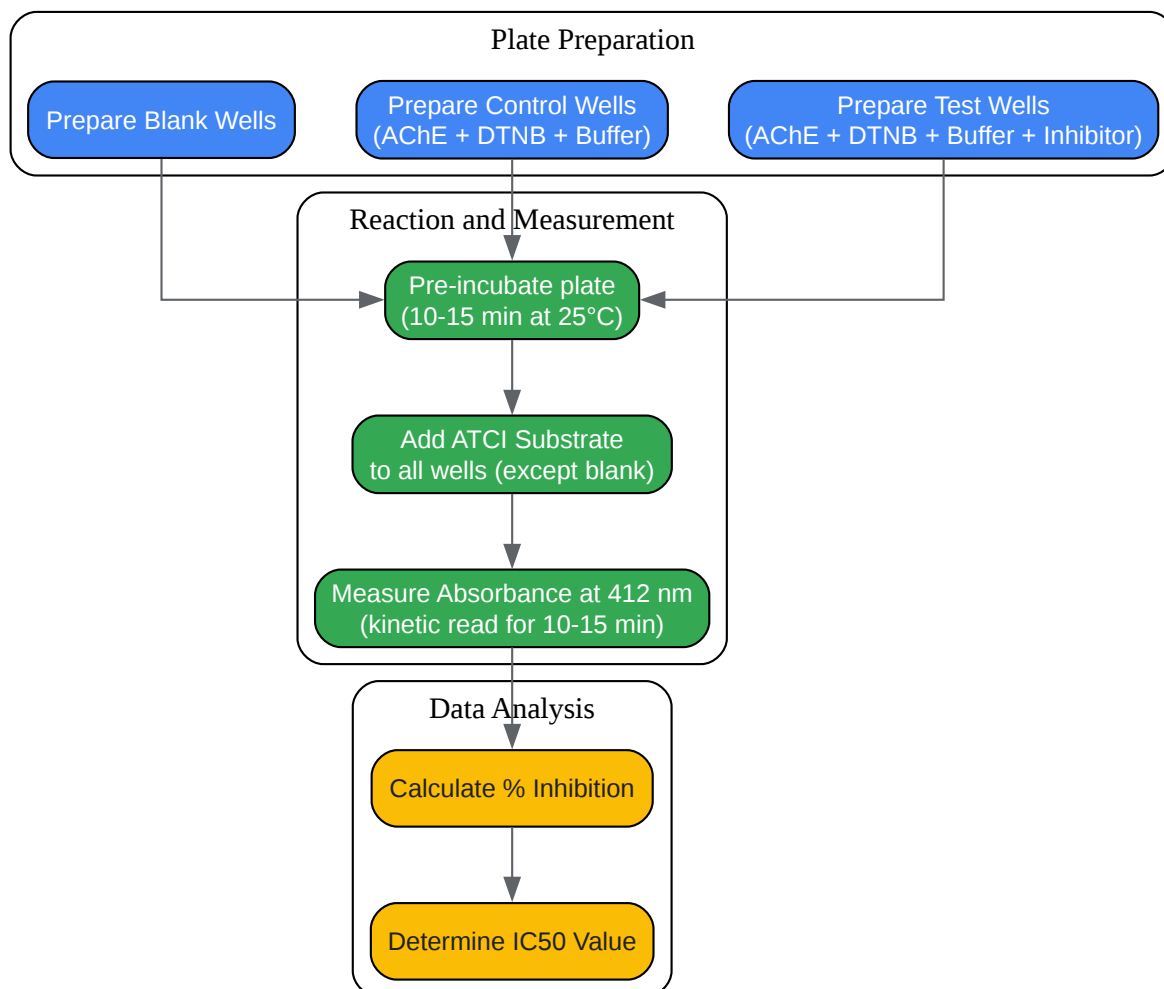 Plate Preparation
Prepare Blank Wells
Prepare Control Wells
(AChE + DTNB + Buffer)
Prepare Test Wells
(AChE + DTNB + Buffer + Inhibitor)
Reaction and Measurement
Pre-incubate plate
(10-15 min at 25°C)
Add ATCI Substrate
to all wells (except blank)
Measure Absorbance at 412 nm
(kinetic read for 10-15 min)
Data Analysis
Calculate % Inhibition
Determine IC50 Value